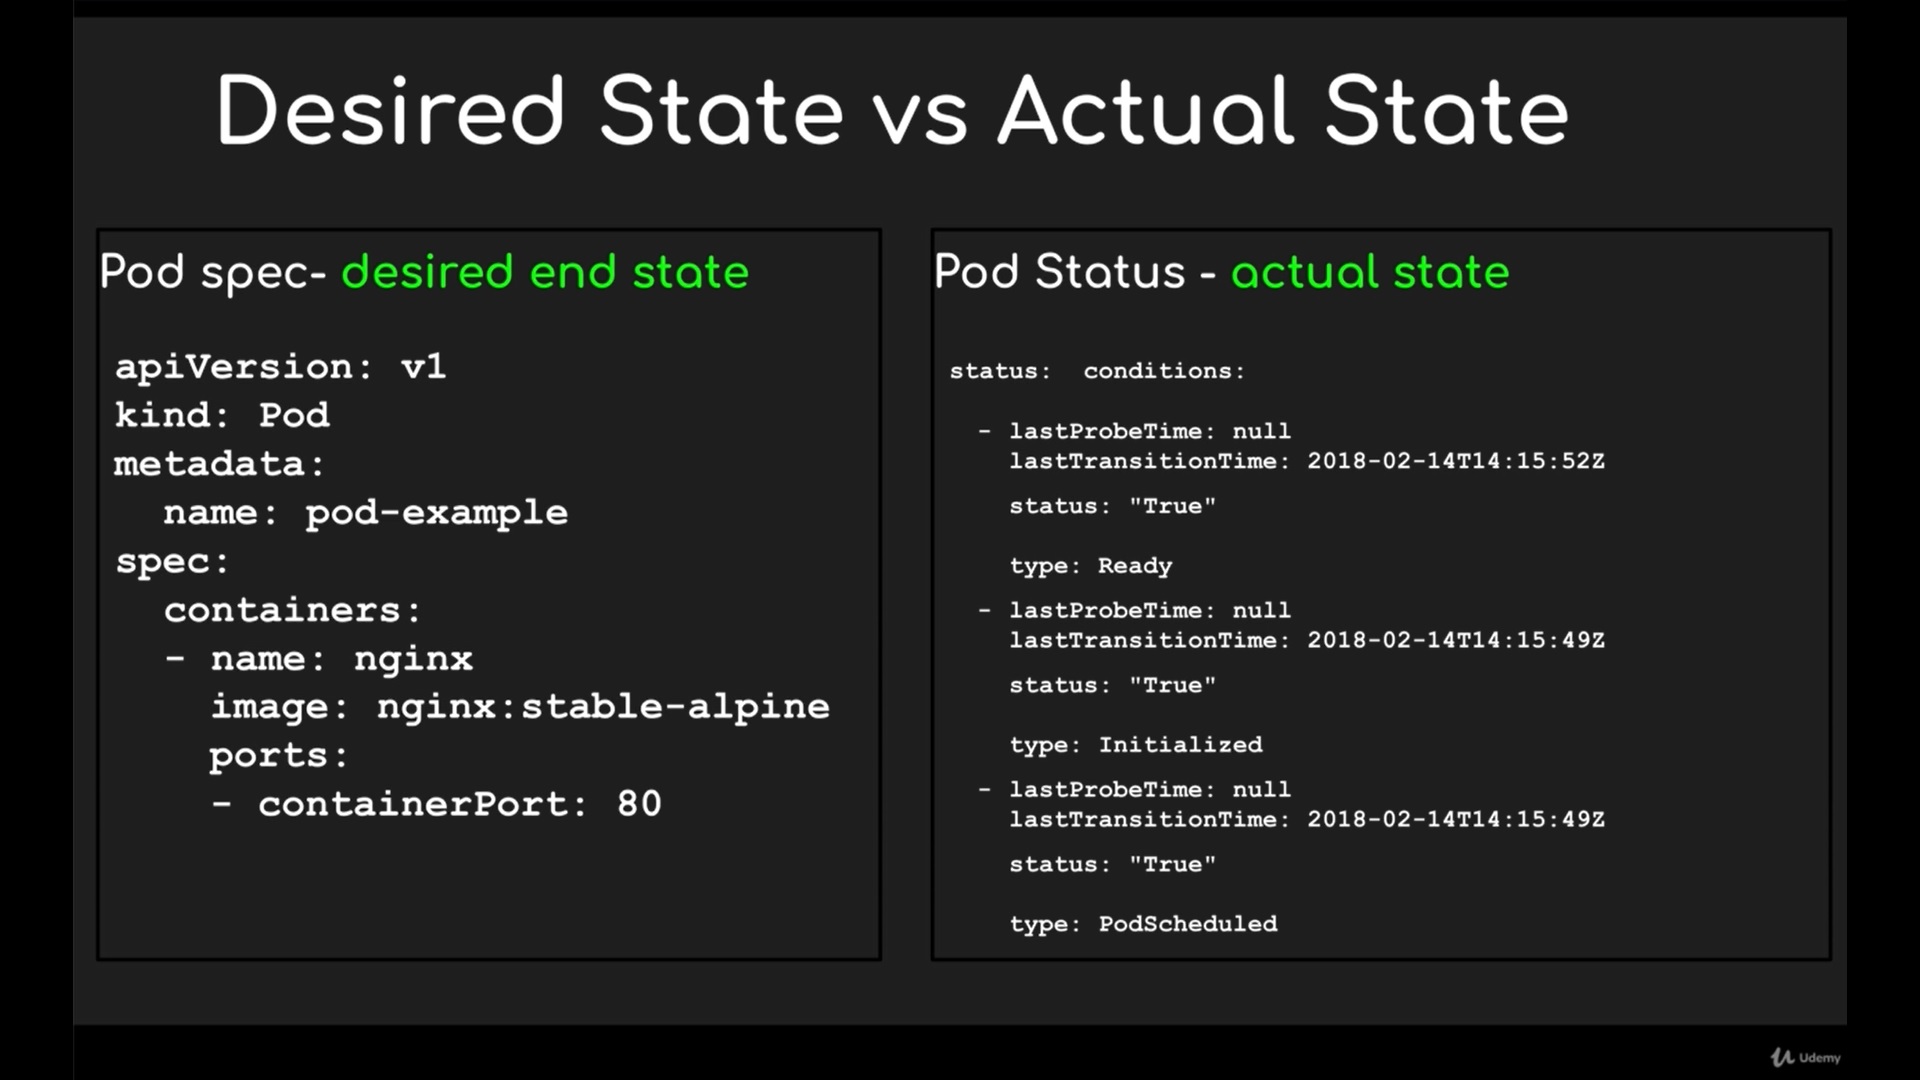 Desired State vs Actual State
Pod spec- desired end state
apiVersion: v1
kind: Pod
metadata:
  name: pod-example
spec:
  containers:
  - name: nginx
    image: nginx:stable-alpine
    ports:
    - containerPort: 80
Pod Status - actual state
status:  conditions:
  - lastProbeTime: null
    lastTransitionTime: 2018-02-14T14:15:52Z
    status: "True"
    type: Ready
  - lastProbeTime: null
    lastTransitionTime: 2018-02-14T14:15:49Z
    status: "True"
    type: Initialized
  - lastProbeTime: null
    lastTransitionTime: 2018-02-14T14:15:49Z
    status: "True"
    type: PodScheduled
Udemy